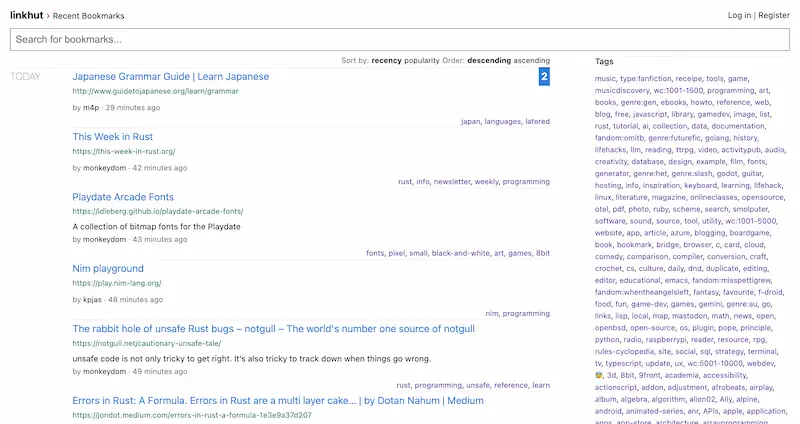 linkhut › Recent Bookmarks
Log in | Register
Search for bookmarks...
Sort by: recency popularity Order: descending ascending
TODAY
Japanese Grammar Guide | Learn Japanese
2
http://www.guidetojapanese.org/learn/grammar
by m4p · 29 minutes ago
japan, languages, latered
This Week in Rust
https://this-week-in-rust.org/
by monkeydom · 42 minutes ago
rust, info, newsletter, weekly, programming
Playdate Arcade Fonts
https://idleberg.github.io/playdate-arcade-fonts/
A collection of bitmap fonts for the Playdate
by monkeydom · 43 minutes ago
fonts, pixel, small, black-and-white, art, games, 8bit
Nim playground
https://play.nim-lang.org/
by kpjas · 48 minutes ago
nim, programming
The rabbit hole of unsafe Rust bugs – notgull – The world's number one source of notgull
https://notgull.net/cautionary-unsafe-tale/
unsafe code is not only tricky to get right. It's also tricky to track down when things go wrong.
by monkeydom · 49 minutes ago
rust, programming, unsafe, reference, learn
Errors in Rust: A Formula. Errors in Rust are a multi layer cake... | by Dotan Nahum | Medium
https://jondot.medium.com/errors-in-rust-a-formula-1e3e9a37d207
Tags
music, type:fanfiction, receipe, tools, game,
musicdiscovery, wc:1001-1500, programming, art,
books, genre:gen, ebooks, howto, reference, web,
blog, free, javascript, library, gamedev, image, list,
rust, tutorial, ai, collection, data, documentation,
fandom:omitb, genre:futurefic, golang, history,
lifehacks, llm, reading, ttrpg, video, activitypub, audio,
creativity, database, design, example, film, fonts,
generator, genre:het, genre:slash, godot, guitar,
hosting, info, inspiration, keyboard, learning, lifehack,
linux, literature, magazine, onlineclasses, opensource,
otel, pdf, photo, ruby, scheme, search, smolputer,
software, sound, source, tool, utility, wc:1001-5000,
website, app, article, azure, blogging, boardgame,
book, bookmark, bridge, browser, c, card, cloud,
comedy, comparison, compiler, conversion, craft,
crochet, cs, culture, daily, dnd, duplicate, editing,
editor, educational, emacs, fandom:misspettigrew,
fandom:whentheangelsleft, fantasy, favourite, f-droid,
food, fun, game-dev, games, gemini, genre:au, go,
links, lisp, local, map, mastodon, math, news, open,
openbsd, open-source, os, plugin, pope, principle,
python, radio, raspberrypi, reader, resource, rpg,
rules-cyclopedia, site, social, sql, strategy, terminal,
tv, typescript, update, ux, wc:5001-10000, webdev,
3d, 8bit, 9front, academia, accessibility,
actionscript, addon, adjustment, afrobeats, airplay,
album, algebra, algorithm, alion02, Ally, alpine,
android, animated-series, anr, APIs, apple, application,
apps, app-store, architecture, arrayprogramming